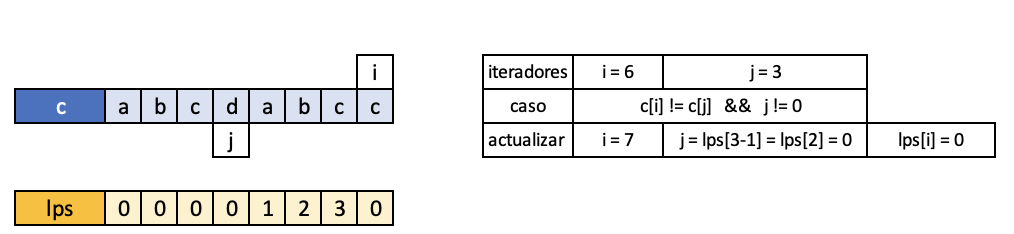 i
c a b c d a b c c
j
lps 0 0 0 0 1 2 3 0
iteradores i = 6 j = 3
caso c[i] != c[j] && j != 0
actualizar i = 7 j = lps[3-1] = lps[2] = 0 lps[i] = 0